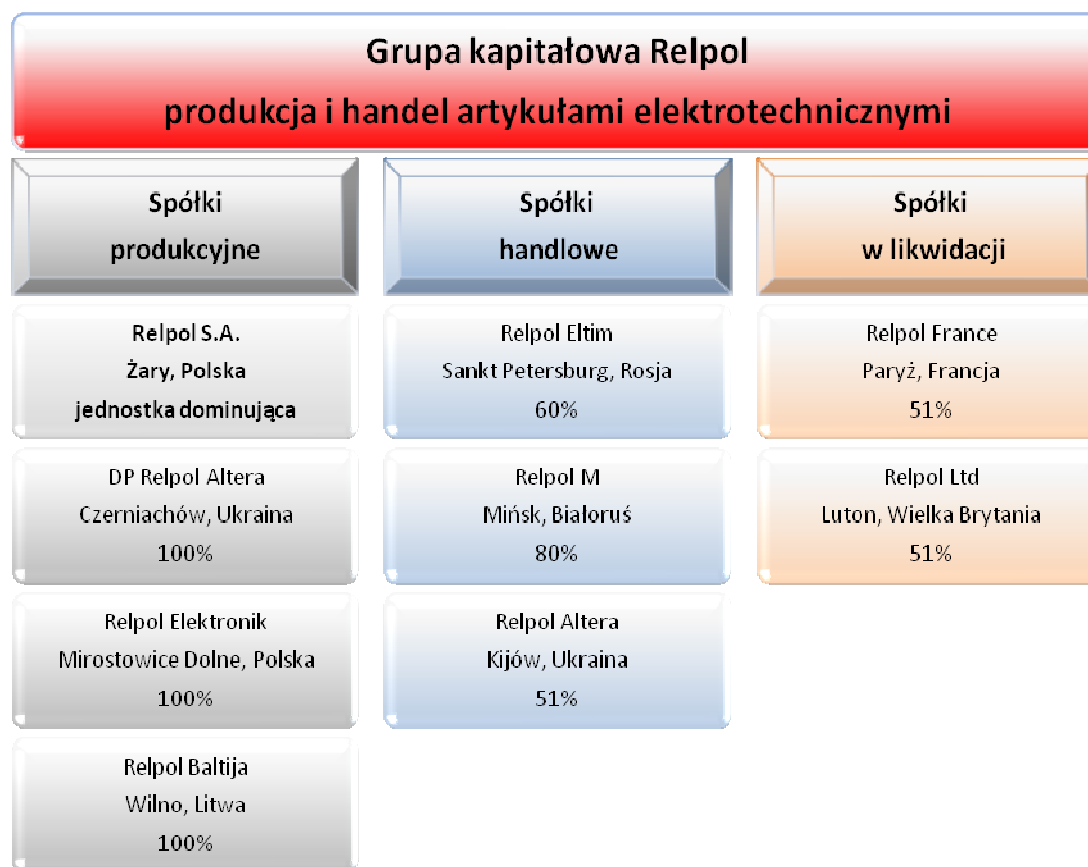 Grupa kapitałowa Relpol
produkcja i handel artykułami elektrotechnicznymi
Spółki
produkcyjne
Relpol S.A.
Żary, Polska
jednostka dominująca
DP Relpol Altera
Czerniachów, Ukraina
100%
Relpol Elektronik
Mirostowice Dolne, Polska
100%
Relpol Baltija
Wilno, Litwa
100%
Spółki
handlowe
Relpol Eltim
Sankt Petersburg, Rosja
60%
Relpol M
Mińsk, Białoruś
80%
Relpol Altera
Kijów, Ukraina
51%
Spółki
w likwidacji
Relpol France
Paryż, Francja
51%
Relpol Ltd
Luton, Wielka Brytania
51%